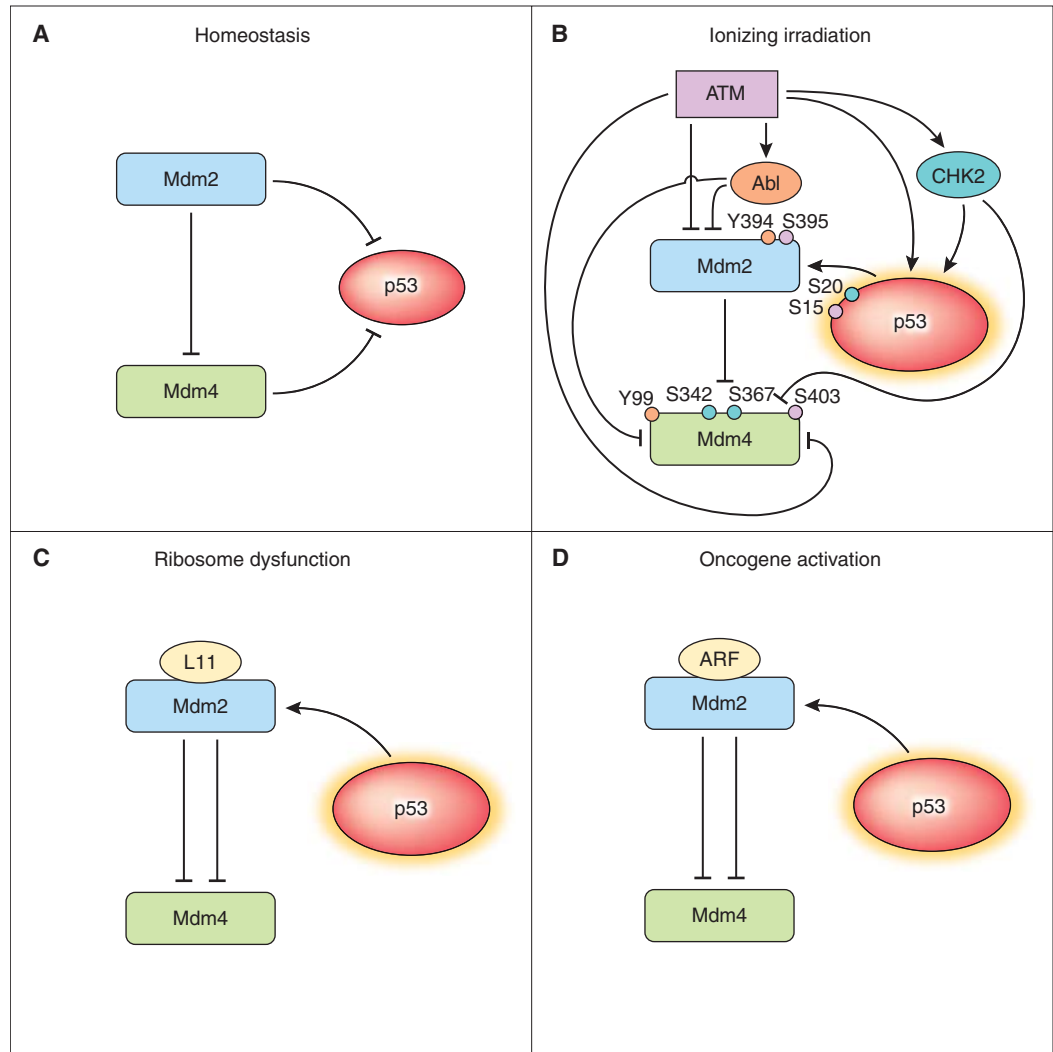 A
Homeostasis
Mdm2
p53
Mdm4
B
Ionizing irradiation
ATM
Abl
CHK2
Y394 S395
Mdm2
S20
S15
p53
Y99 S342 S367 S403
Mdm4
C
Ribosome dysfunction
L11
Mdm2
p53
Mdm4
D
Oncogene activation
ARF
Mdm2
p53
Mdm4